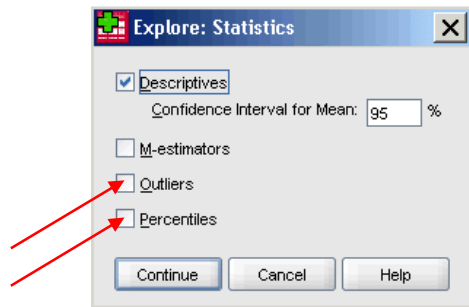 Explore: Statistics
Descriptives
Confidence Interval for Mean: 95 %
M-estimators
Outliers
Percentiles
Continue Cancel Help